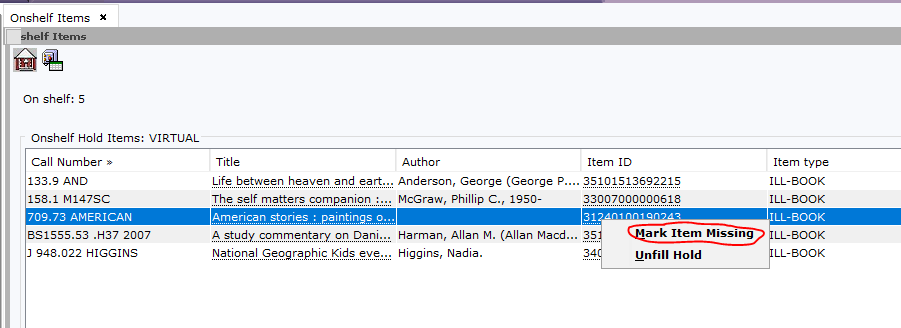 Onshelf Items ×
shelf Items
On shelf: 5
Onshelf Hold Items: VIRTUAL
Call Number » Title Author Item ID Item type
133.9 AND Life between heaven and eart... Anderson, George (George P.... 35101513692215 ILL-BOOK
158.1 M147SC The self matters companion :... McGraw, Phillip C., 1950- 33007000000618 ILL-BOOK
709.73 AMERICAN American stories : paintings o... 31240100190243 ILL-BOOK
BS1555.53 .H37 2007 A study commentary on Dani... Harman, Allan M. (Allan Macd... 351 ILL-BOOK
J 948.022 HIGGINS National Geographic Kids eve... Higgins, Nadia. 340 ILL-BOOK
Mark Item Missing
Unfill Hold